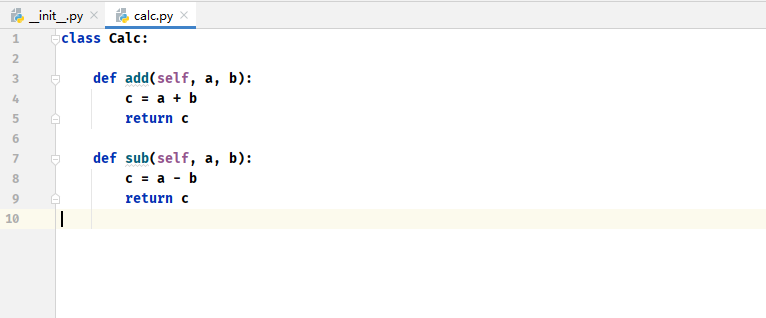 __init__.py calc.py
1 class Calc:
2
3     def add(self, a, b):
4         c = a + b
5         return c
6
7     def sub(self, a, b):
8         c = a - b
9         return c
10